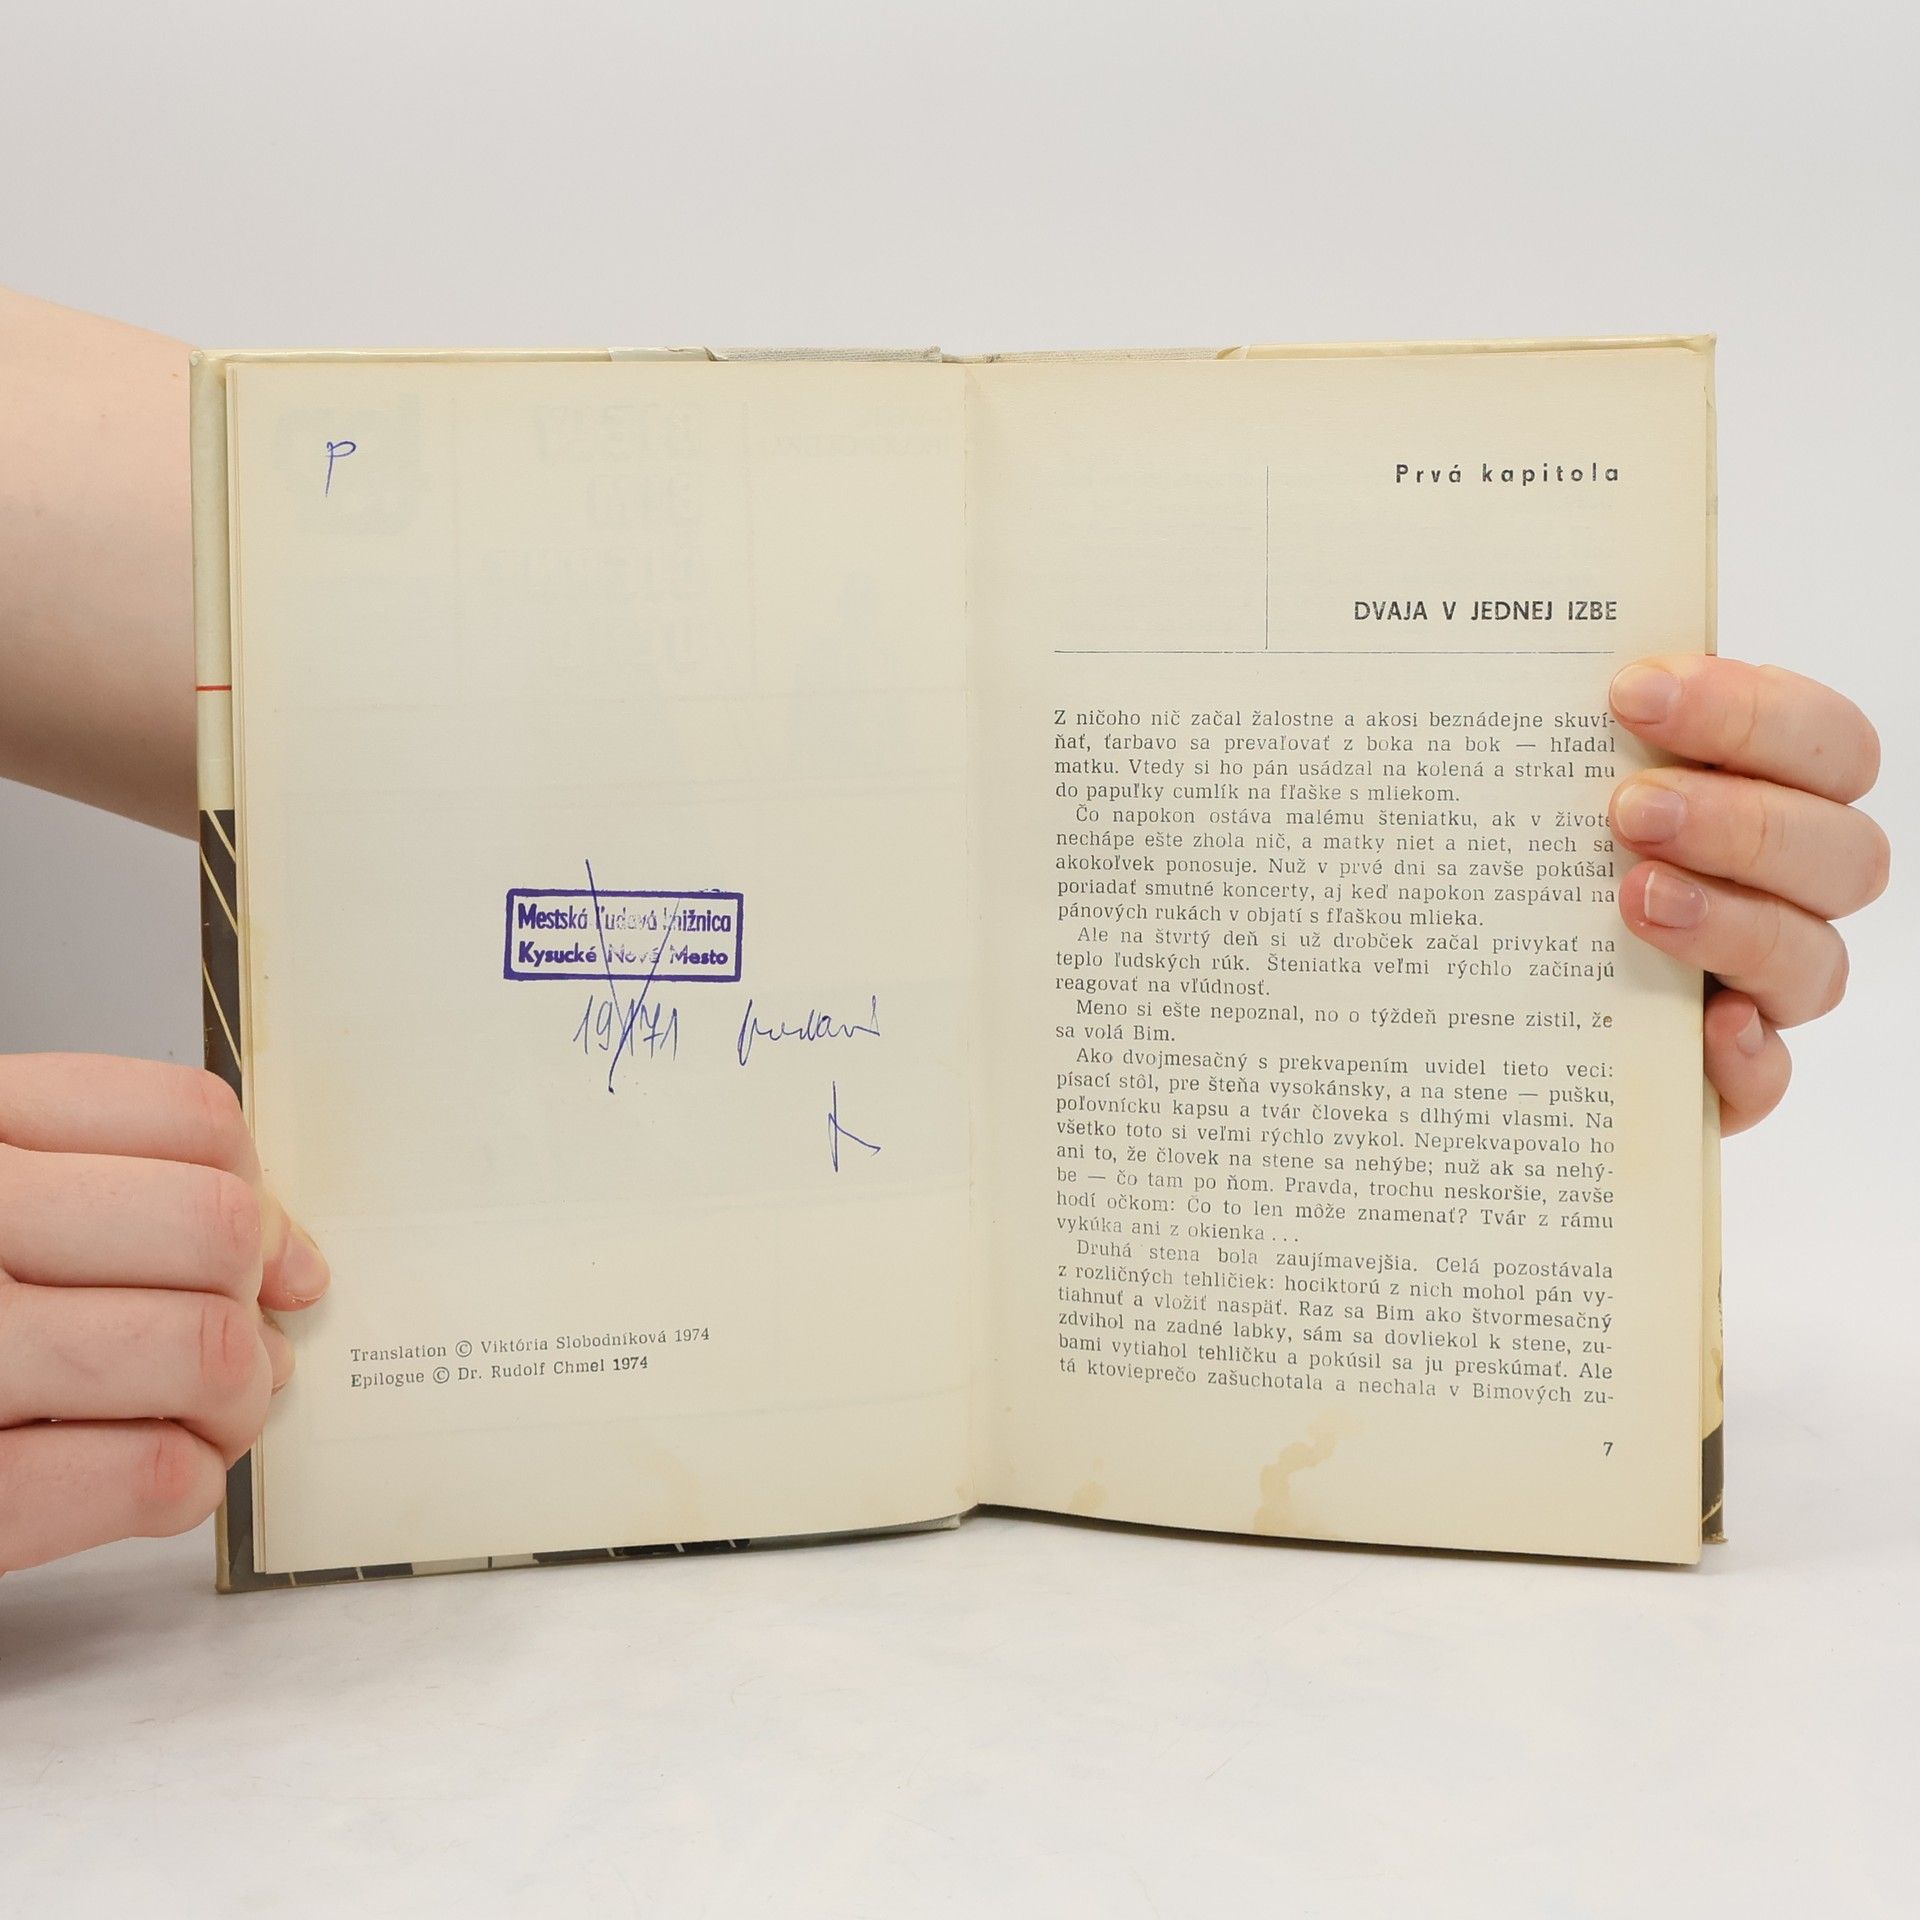 P
Mestská ľudová knižnica
Kysucké Nové Mesto
19171
Translation © Viktória Slobodníková 1974
Epilogue © Dr. Rudolf Chmel 1974
Prvá kapitola
DVAJA V JEDNEJ IZBE
Z ničoho nič začal žalostne a akosi beznádejne skuví-
ňať, ťarbavo sa prevaľovať z boka na bok — hľadal
matku. Vtedy si ho pán usádzal na kolená a strkal mu
do papuľky cumlík na fľaške s mliekom.
Čo napokon ostáva malému šteniatku, ak v živote
nechápe ešte zhola nič, a matky niet a niet, nech sa
akokoľvek ponosuje. Nuž v prvé dni sa zavše pokúšal
poriadať smutné koncerty, aj keď napokon zaspával na
pánových rukách v objatí s fľaškou mlieka.
Ale na štvrtý deň si už drobček začal privykať na
teplo ľudských rúk. Šteniatka veľmi rýchlo začínajú
reagovať na vľúdnosť.
Meno si ešte nepoznal, no o týždeň presne zistil, že
sa volá Bim.
Ako dvojmesačný s prekvapením uvidel tieto veci:
písací stôl, pre šteňa vysokánsky, a na stene — pušku,
poľovnícku kapsu a tvár človeka s dlhými vlasmi. Na
všetko toto si veľmi rýchlo zvykol. Neprekvapovalo ho
ani to, že človek na stene sa nehýbe; nuž ak sa nehý-
be — čo tam po ňom. Pravda, trochu neskoršie, zavše
hodí očkom: Čo to len môže znamenať? Tvár z rámu
vykúka ani z okienka . . .
Druhá stena bola zaujímavejšia. Celá pozostávala
z rozličných tehličiek: hociktorú z nich mohol pán vy-
tiahnuť a vložiť naspäť. Raz sa Bim ako štvormesačný
zdvihol na zadné labky, sám sa dovliekol k stene, zu-
bami vytiahol tehličku a pokúsil sa ju preskúmať. Ale
tá ktovieprečo zašuchotala a nechala v Bimových zu-
7